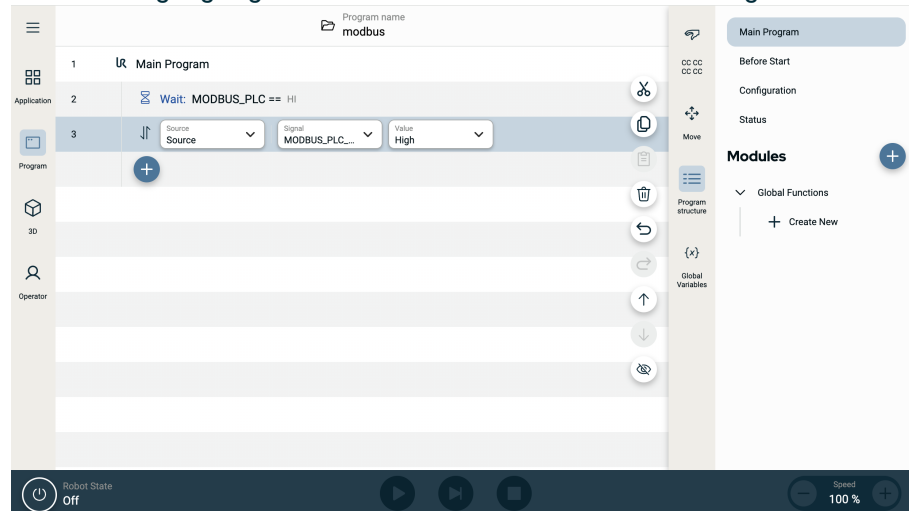 Program name
modbus
Main Program
1 Main Program
CC CC
CC CC
Before Start
Application
2 Wait: MODBUS_PLC == HI
Configuration
3 Source
Source
Signal
MODBUS_PLC_...
Value
High
Move
Status
Program
Modules
Program
structure
Global Functions
Create New
3D
{x}
Global
Variables
Operator
Robot State
Off
Speed
100 %